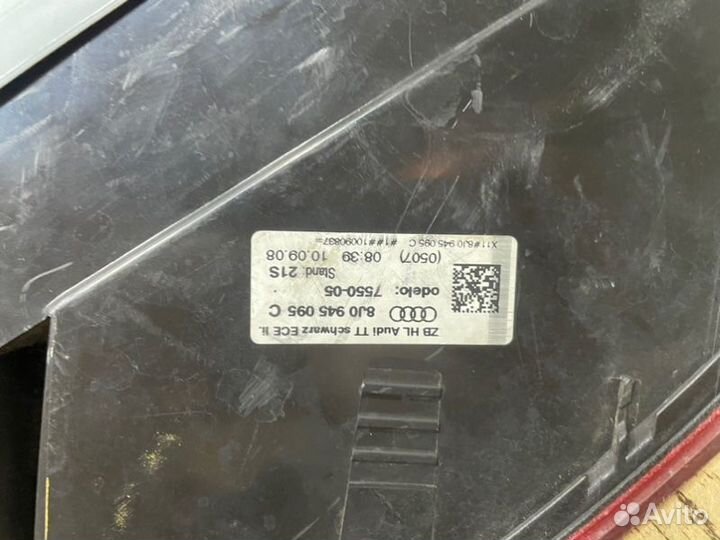 ZB HL Audi TT schwarz ECE li.
8J0 945 095 C
odelo: 7550-05
Stand. 21S
(0507) 08:39 10.09.08
X11#8J0 945 095 C #1##10090837=
Avito